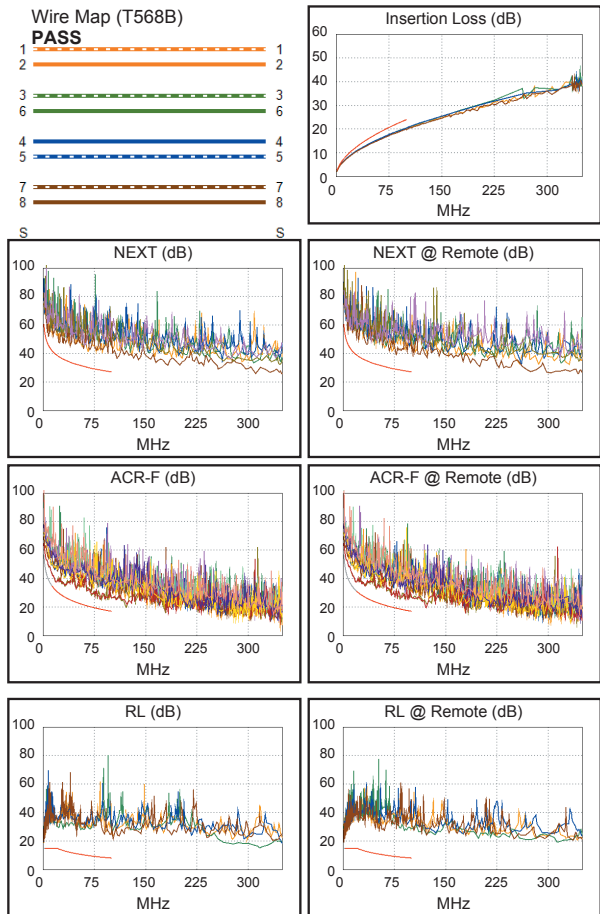 Wire Map (T568B)
PASS
1 1
2 2
3 3
6 6
4 4
5 5
7 7
8 8
S S
Insertion Loss (dB)
60
50
40
30
20
10
0
0 75 150 225 300
MHz
NEXT (dB)
100
80
60
40
20
0
0 75 150 225 300
MHz
NEXT @ Remote (dB)
100
80
60
40
20
0
0 75 150 225 300
MHz
ACR-F (dB)
100
80
60
40
20
0
0 75 150 225 300
MHz
ACR-F @ Remote (dB)
100
80
60
40
20
0
0 75 150 225 300
MHz
RL (dB)
100
80
60
40
20
0
0 75 150 225 300
MHz
RL @ Remote (dB)
100
80
60
40
20
0
0 75 150 225 300
MHz